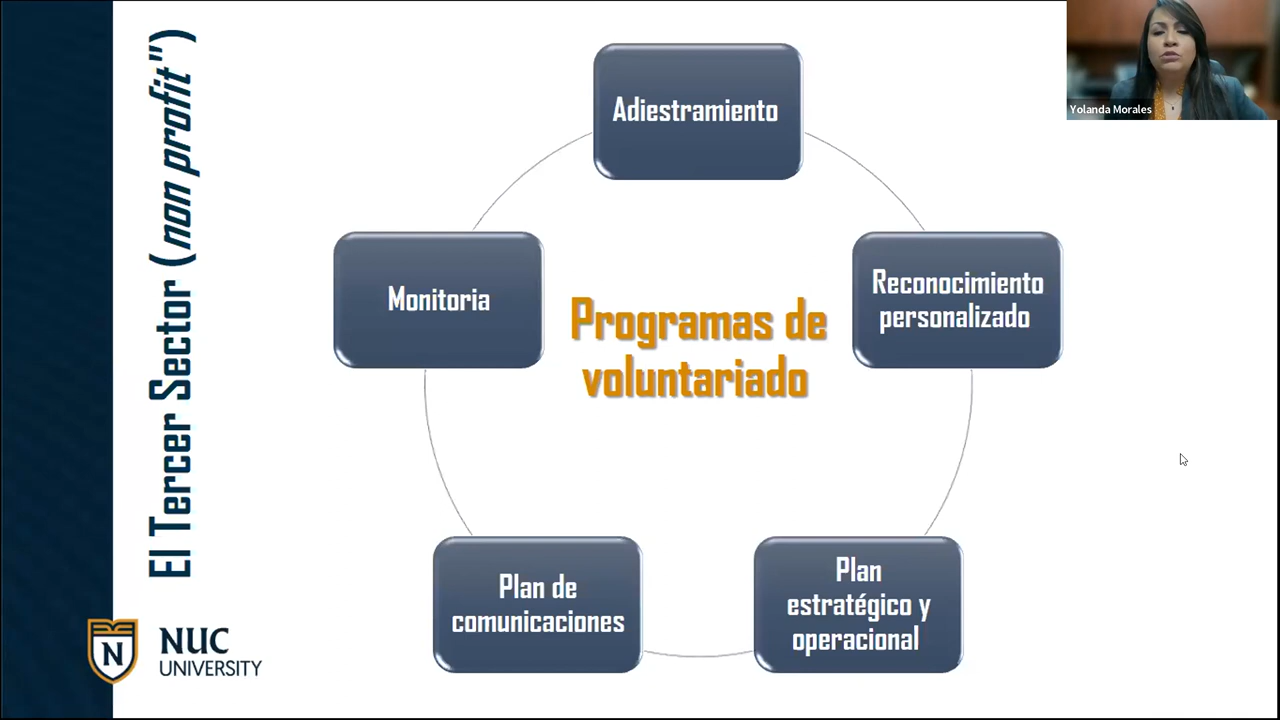 El Tercer Sector (non profit")
Adiestramiento
Yolanda Morales
Monitoria
Reconocimiento
personalizado
Programas de
voluntariado
Plan de
comunicaciones
Plan
estratégico y
operacional
N
NUC
UNIVERSITY